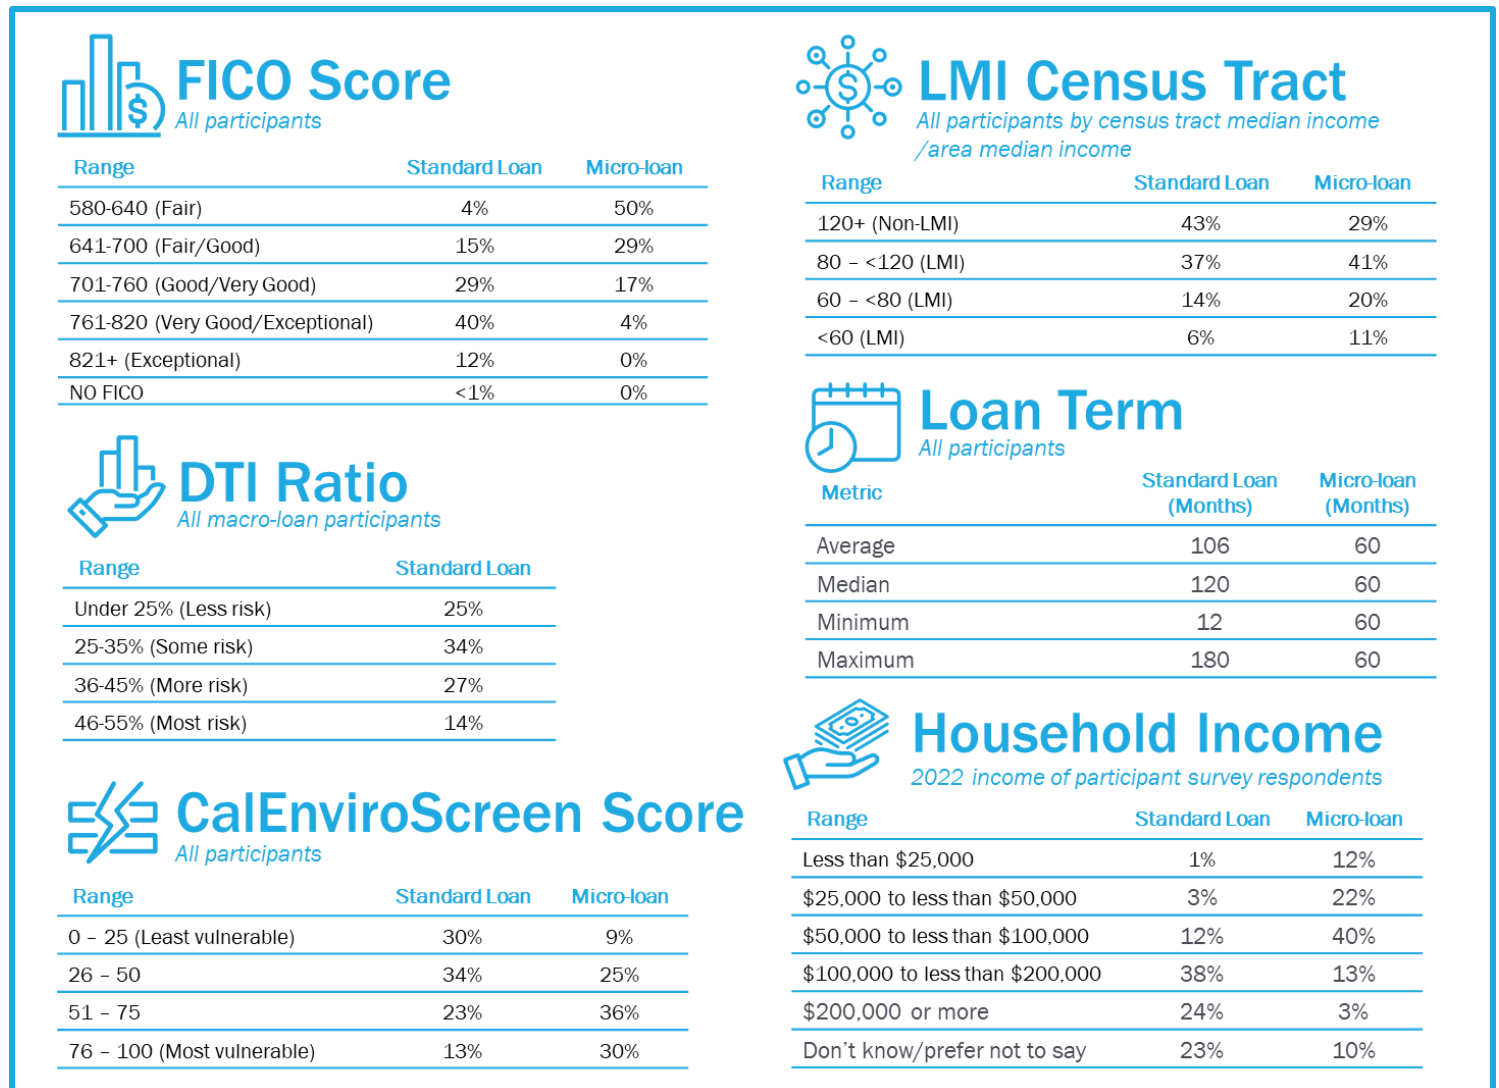 FICO Score
All participants
Range Standard Loan Micro-loan
580-640 (Fair) 4% 50%
641-700 (Fair/Good) 15% 29%
701-760 (Good/Very Good) 29% 17%
761-820 (Very Good/Exceptional) 40% 4%
821+ (Exceptional) 12% 0%
NO FICO <1% 0%
DTI Ratio
All macro-loan participants
Range Standard Loan
Under 25% (Less risk) 25%
25-35% (Some risk) 34%
36-45% (More risk) 27%
46-55% (Most risk) 14%
CalEnviroScreen Score
All participants
Range Standard Loan Micro-loan
0 – 25 (Least vulnerable) 30% 9%
26 – 50 34% 25%
51 – 75 23% 36%
76 – 100 (Most vulnerable) 13% 30%
LMI Census Tract
All participants by census tract median income
/area median income
Range Standard Loan Micro-loan
120+ (Non-LMI) 43% 29%
80 – <120 (LMI) 37% 41%
60 – <80 (LMI) 14% 20%
<60 (LMI) 6% 11%
Loan Term
All participants
Metric Standard Loan (Months) Micro-loan (Months)
Average 106 60
Median 120 60
Minimum 12 60
Maximum 180 60
Household Income
2022 income of participant survey respondents
Range Standard Loan Micro-loan
Less than $25,000 1% 12%
$25,000 to less than $50,000 3% 22%
$50,000 to less than $100,000 12% 40%
$100,000 to less than $200,000 38% 13%
$200,000 or more 24% 3%
Don't know/prefer not to say 23% 10%